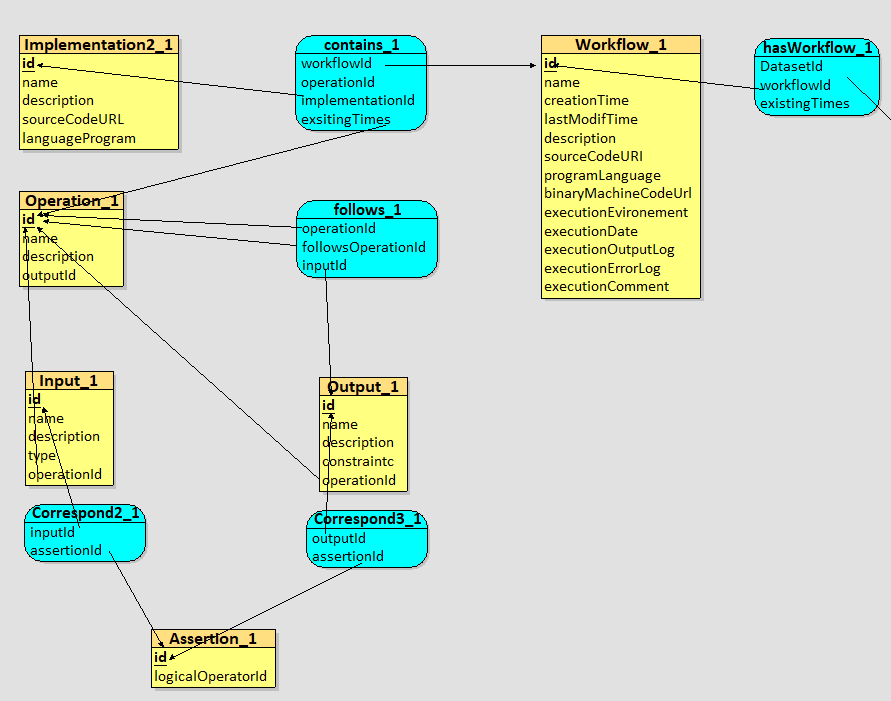 Implementation2_1
id
name
description
sourceCodeURL
languageProgram
contains_1
workflowId
operationId
implementationId
exsitingTimes
Workflow_1
id
name
creationTime
lastModifTime
description
sourceCodeURI
programLanguage
binaryMachineCodeUrl
executionEvironement
executionDate
executionOutputLog
executionErrorLog
executionComment
hasWorkflow_1
DatasetId
workflowId
existingTimes
Operation_1
id
name
description
outputId
follows_1
operationId
followsOperationId
inputId
Input_1
id
name
description
type
operationId
Output_1
id
name
description
constraintc
operationId
Correspond2_1
inputId
assertionId
Correspond3_1
outputId
assertionId
Assertion_1
id
logicalOperatorId